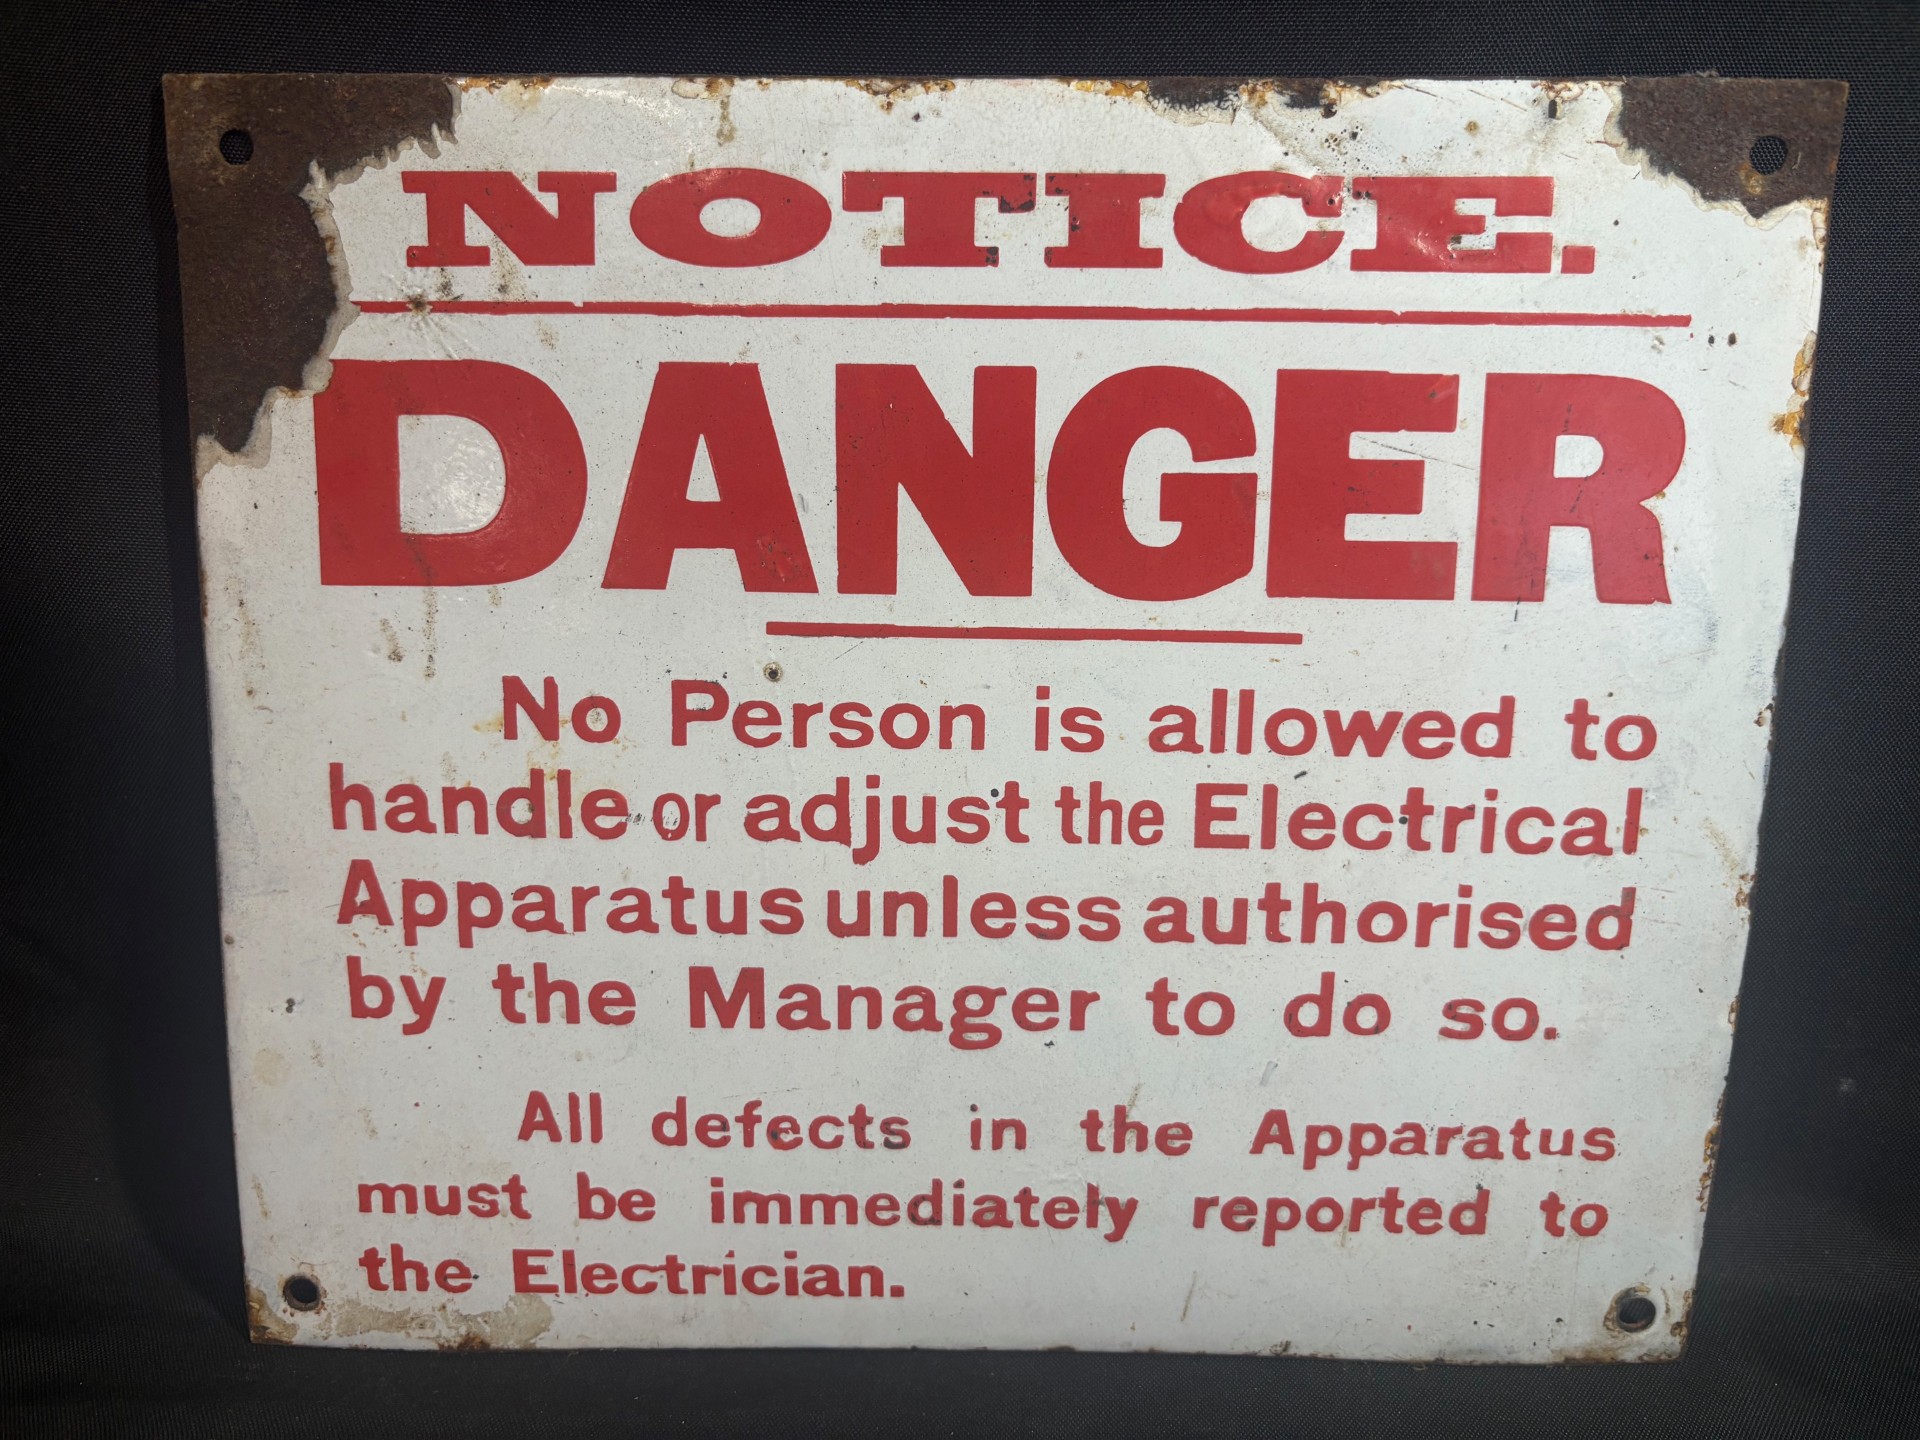 NOTICE.
DANGER
No Person is allowed to
handle or adjust the Electrical
Apparatus unless authorised
by the Manager to do so.
All defects in the Apparatus
must be immediately reported to
the Electrician.